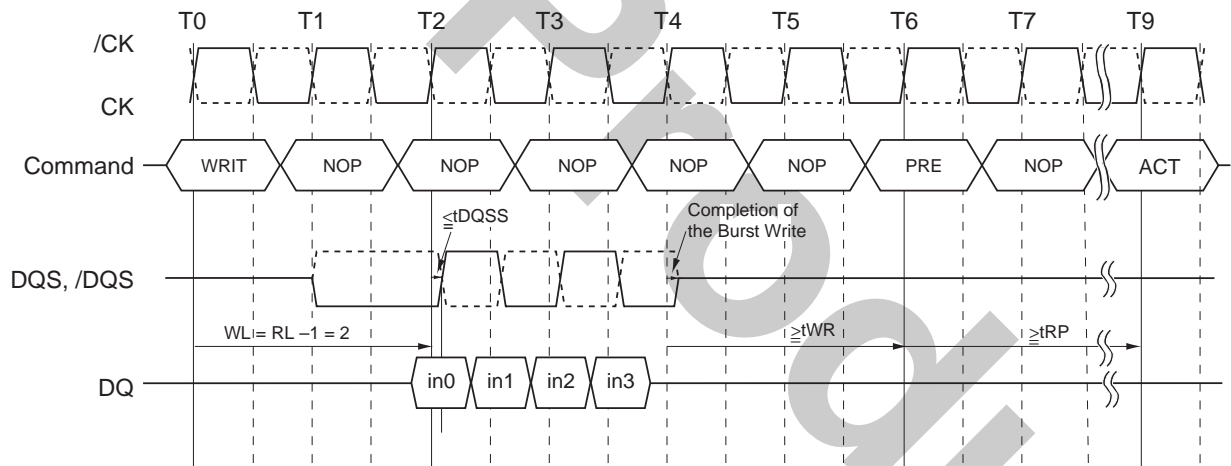 T0 T1 T2 T3 T4 T5 T6 T7 T9
/CK
CK
Command WRIT NOP NOP NOP NOP NOP PRE NOP ACT
≦tDQSS
Completion of
the Burst Write
DQS, /DQS
WL = RL –1 = 2 ≧tWR ≧tRP
DQ in0 in1 in2 in3
Prod